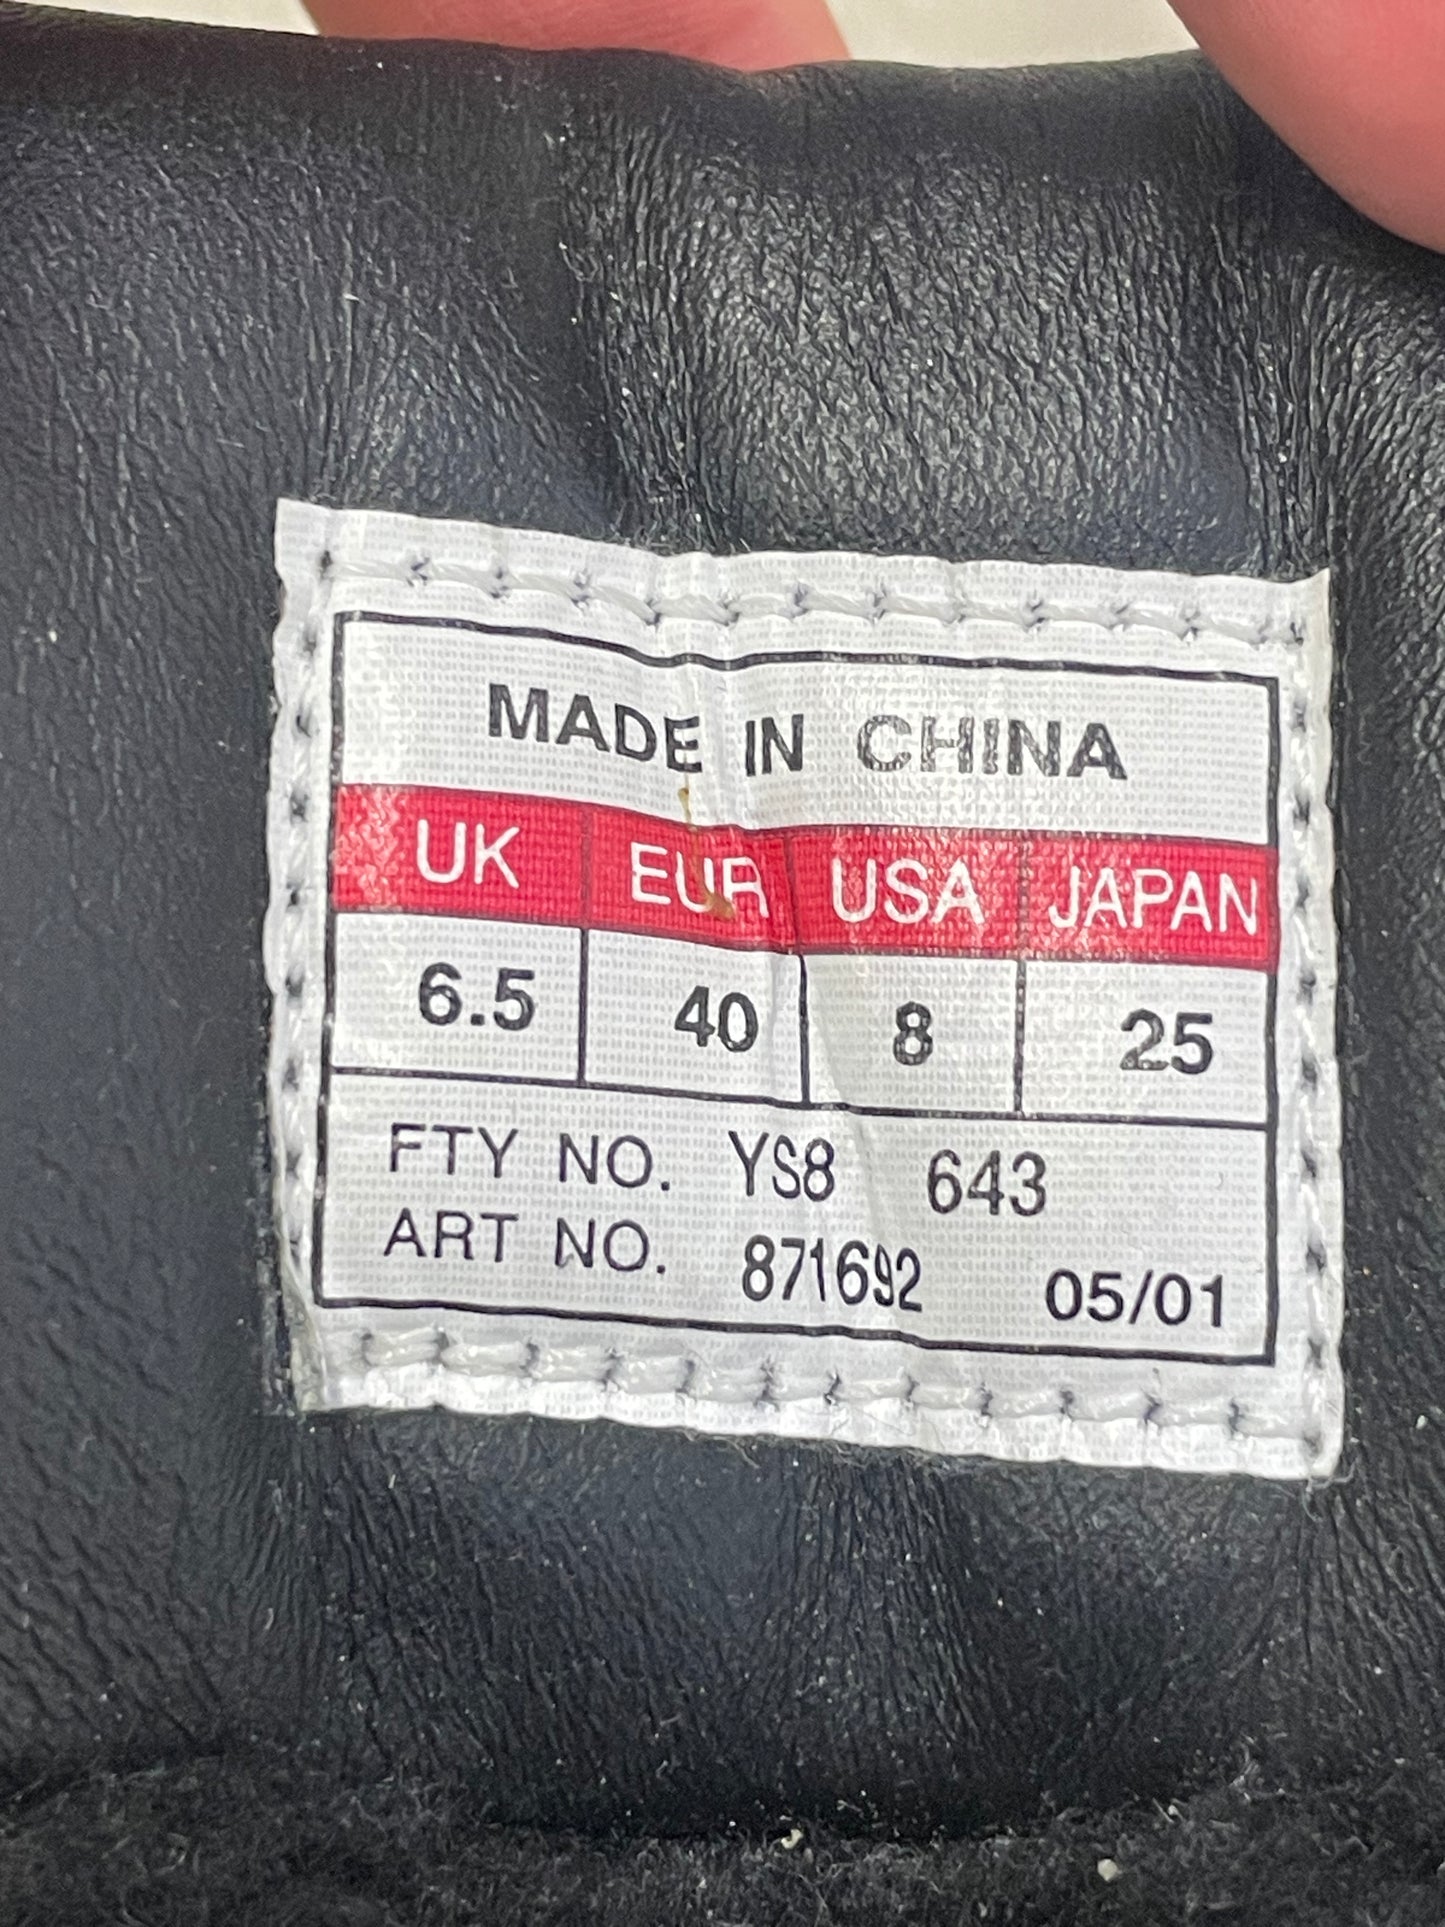 MADE IN CHINA
UK EUR USA JAPAN
6.5 40 8 25
FTY NO. YS8 643
ART NO. 871692 05/01